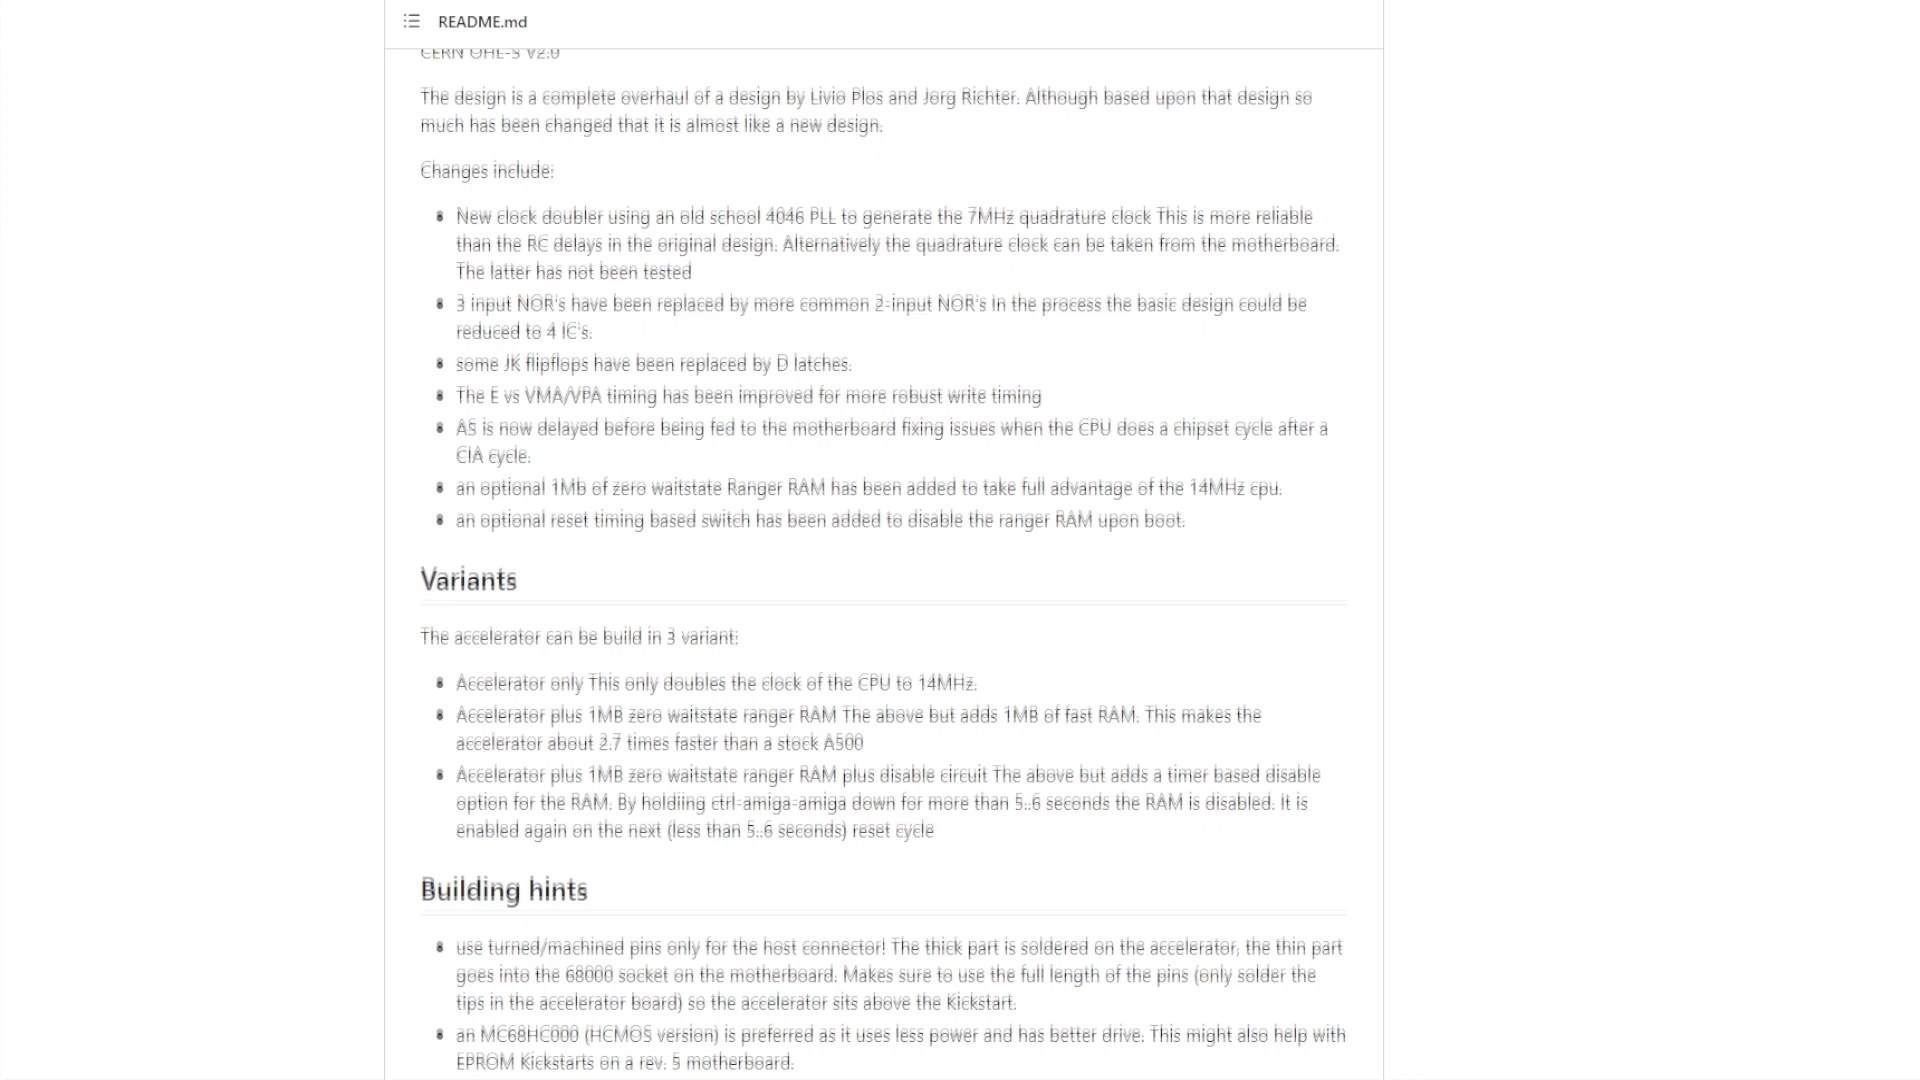 README.md
CERN OHL-S V2.0
The design is a complete overhaul of a design by Livio Plos and Jorg Richter. Although based upon that design so
much has been changed that it is almost like a new design.
Changes include:
New clock doubler using an old school 4046 PLL to generate the 7MHz quadrature clock This is more reliable
than the RC delays in the original design. Alternatively the quadrature clock can be taken from the motherboard.
The latter has not been tested
3 input NOR's have been replaced by more common 2-input NOR's In the process the basic design could be
reduced to 4 IC's.
some JK flipflops have been replaced by D latches.
The E vs VMA/VPA timing has been improved for more robust write timing
AS is now delayed before being fed to the motherboard fixing issues when the CPU does a chipset cycle after a
CIA cycle.
an optional 1Mb of zero waitstate Ranger RAM has been added to take full advantage of the 14MHz cpu.
an optional reset timing based switch has been added to disable the ranger RAM upon boot.
Variants
The accelerator can be build in 3 variant:
Accelerator only This only doubles the clock of the CPU to 14MHz.
Accelerator plus 1MB zero waitstate ranger RAM The above but adds 1MB of fast RAM. This makes the
accelerator about 2.7 times faster than a stock A500
Accelerator plus 1MB zero waitstate ranger RAM plus disable circuit The above but adds a timer based disable
option for the RAM. By holdiing ctrl-amiga-amiga down for more than 5..6 seconds the RAM is disabled. It is
enabled again on the next (less than 5..6 seconds) reset cycle
Building hints
use turned/machined pins only for the host connector! The thick part is soldered on the accelerator, the thin part
goes into the 68000 socket on the motherboard. Makes sure to use the full length of the pins (only solder the
tips in the accelerator board) so the accelerator sits above the Kickstart.
an MC68HC000 (HCMOS version) is preferred as it uses less power and has better drive. This might also help with
EPROM Kickstarts on a rev. 5 motherboard.